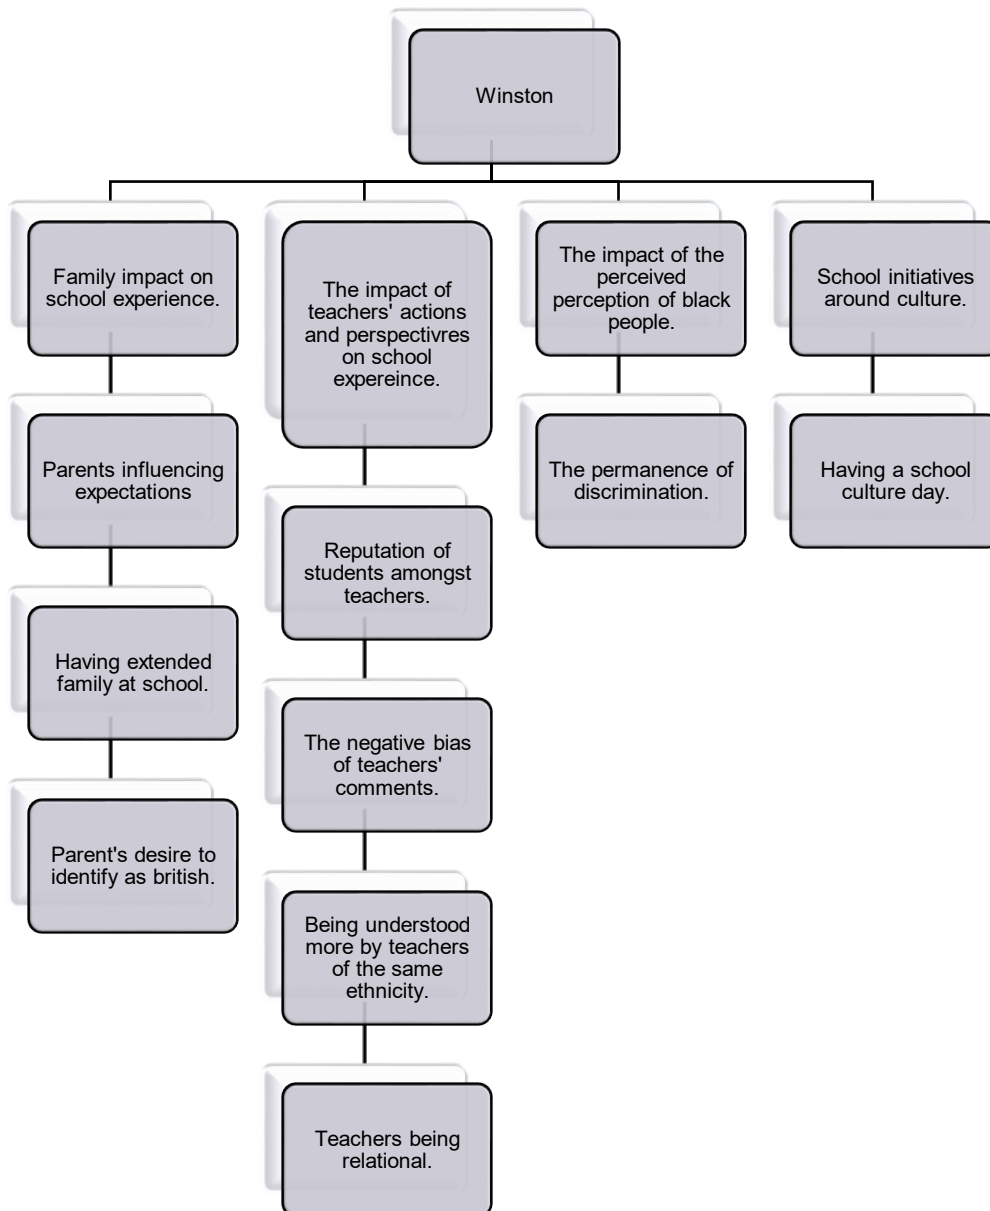 Winston
Family impact on
school experience.
Parents influencing
expectations
Having extended
family at school.
Parent's desire to
identify as british.
The impact of
teachers' actions
and perspectivres
on school
expereince.
Reputation of
students amongst
teachers.
The negative bias
of teachers'
comments.
Being understood
more by teachers
of the same
ethnicity.
Teachers being
relational.
The impact of the
perceived
perception of black
people.
The permanence of
discrimination.
School initiatives
around culture.
Having a school
culture day.